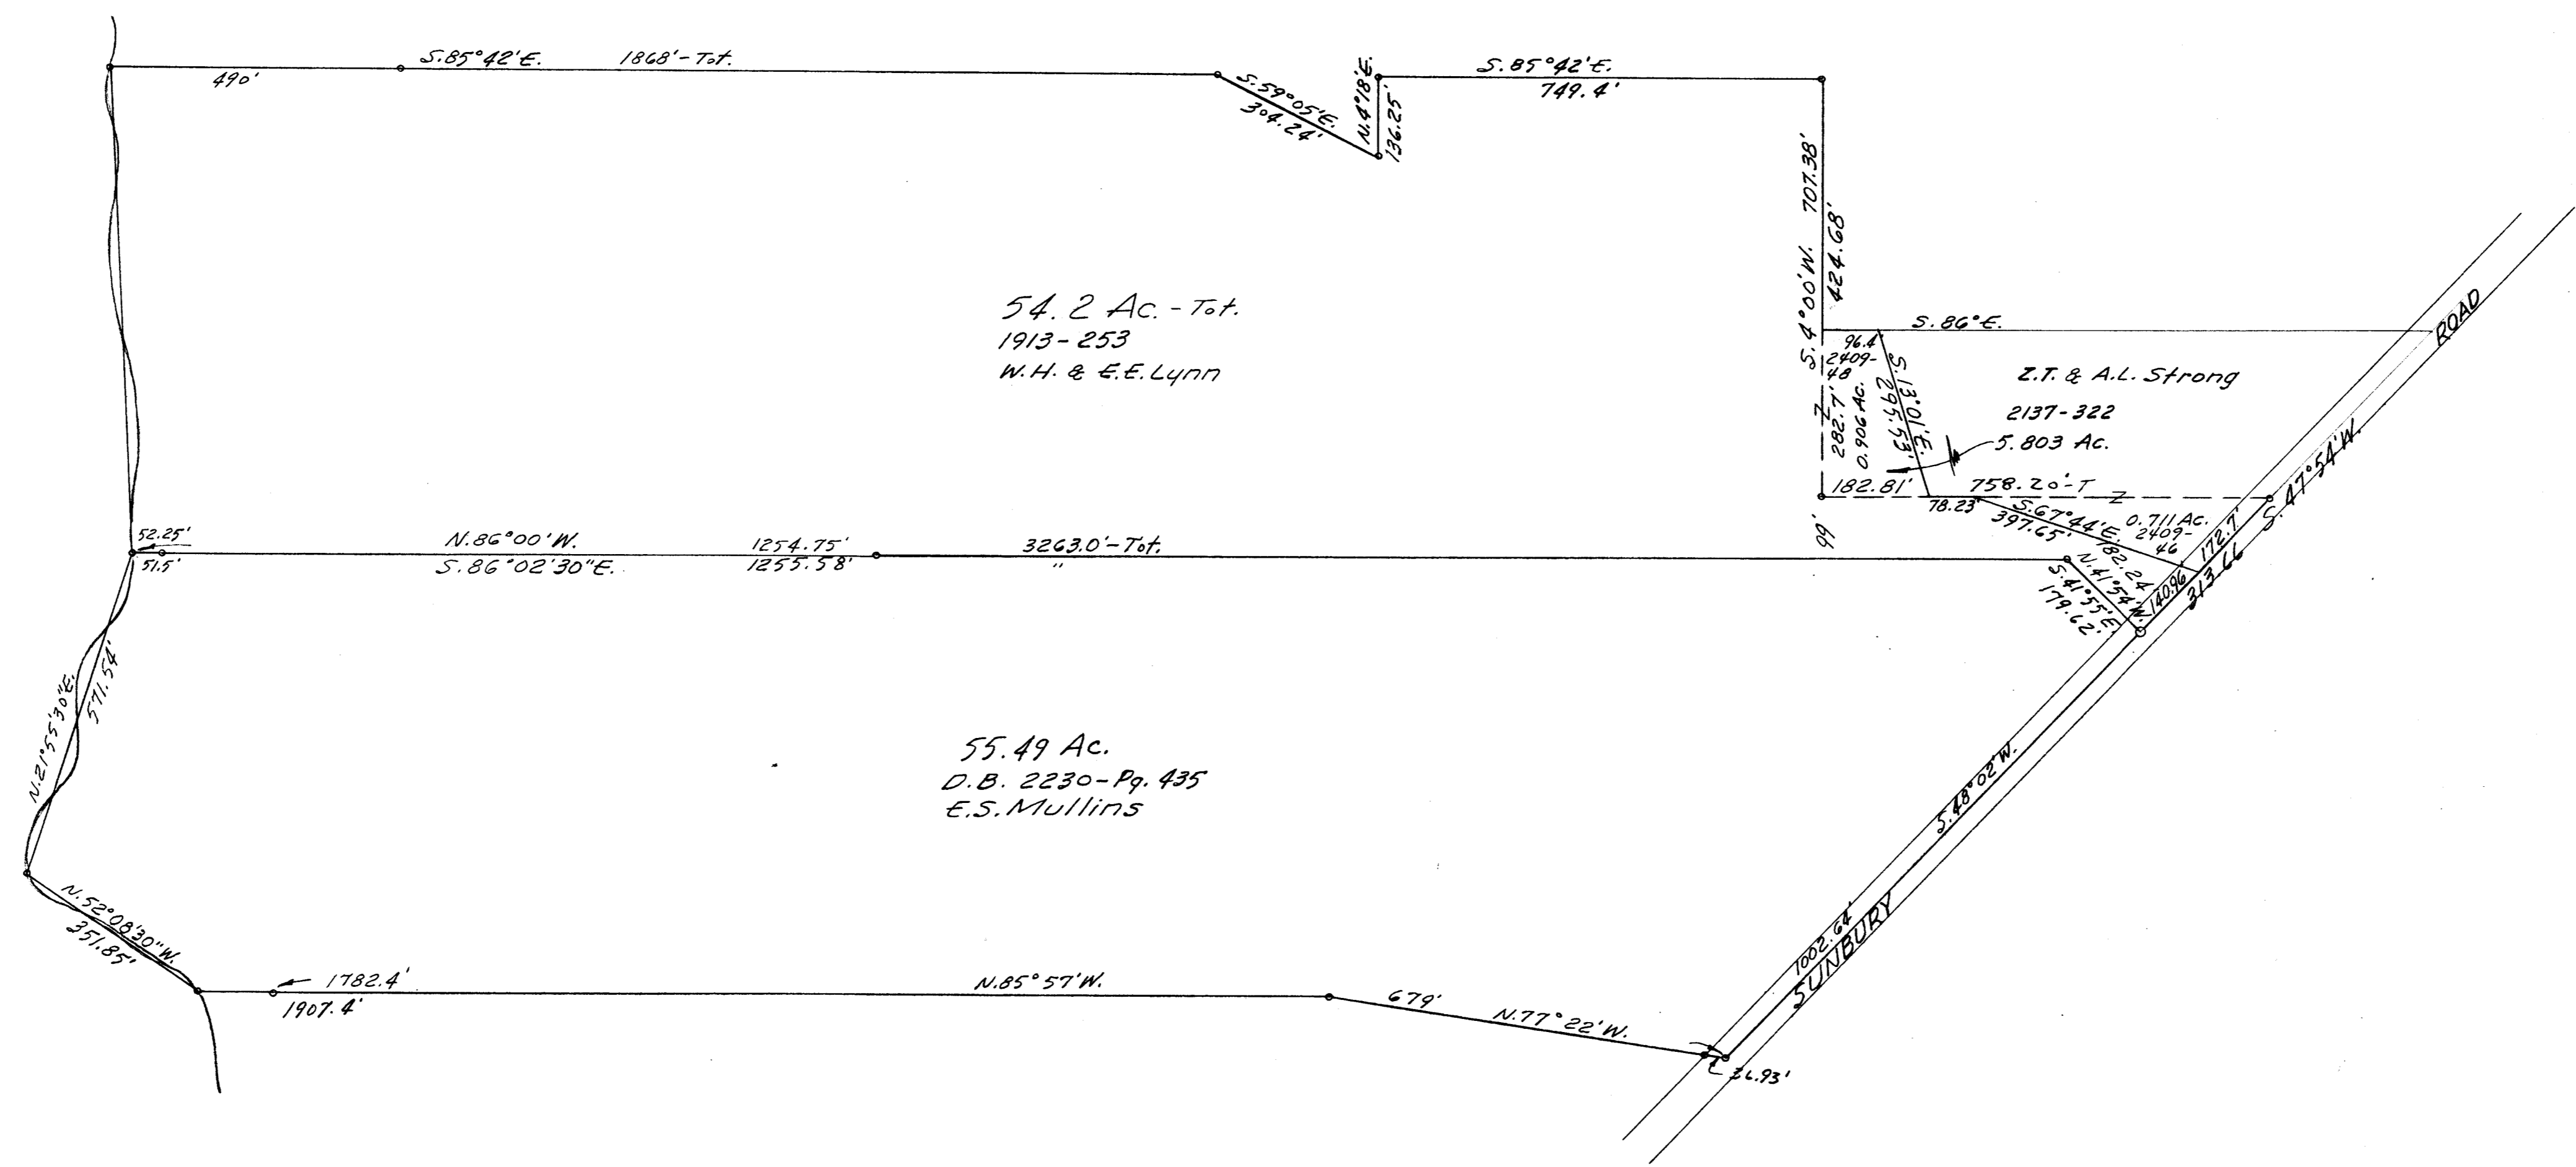 S.85°42'E. 1868'-Tot.
490'
S.59°05'E.
304.24'
N.4°18'E.
136.25'
S.85°42'E.
749.4'
S.4°00'W. 707.38'
424.68'
54.2 Ac. - Tot.
1913-253
W.H. & E.E. Lynn
S.86°E.
96.4
2409-
48
282.7'
0.906 Ac.
S.13°01'E.
295.53'
Z.T. & A.L. Strong
2137-322
5.803 Ac.
ROAD
S.47°54'W.
182.81'
758.20'-T
78.23'
S.67°44'E.
397.65'
0.711 Ac.
2409-
46
172.7'
313.66
140.96
99'
182.24
N.41°54'W.
S.41°55'E.
179.62'
52.25'
51.5'
N.86°00'W. 1254.75' 3263.0'-Tot.
S.86°02'30"E. 1255.58' "
N.21°55'30"E.
571.54'
55.49 Ac.
D.B. 2230-Pg. 435
E.S. Mullins
S.48°02'W.
1002.64'
SUNBURY
N.52°08'30"W.
351.85'
1782.4'
1907.4'
N.85°57'W.
679'
N.77°22'W.
36.93'